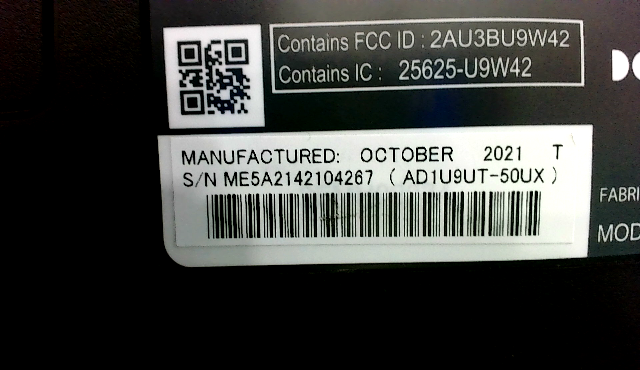 Contains FCC ID : 2AU3BU9W42
Contains IC : 25625-U9W42
MANUFACTURED: OCTOBER 2021 T
S/N ME5A2142104267 ( AD1U9UT-50UX )
FABRI
MOD